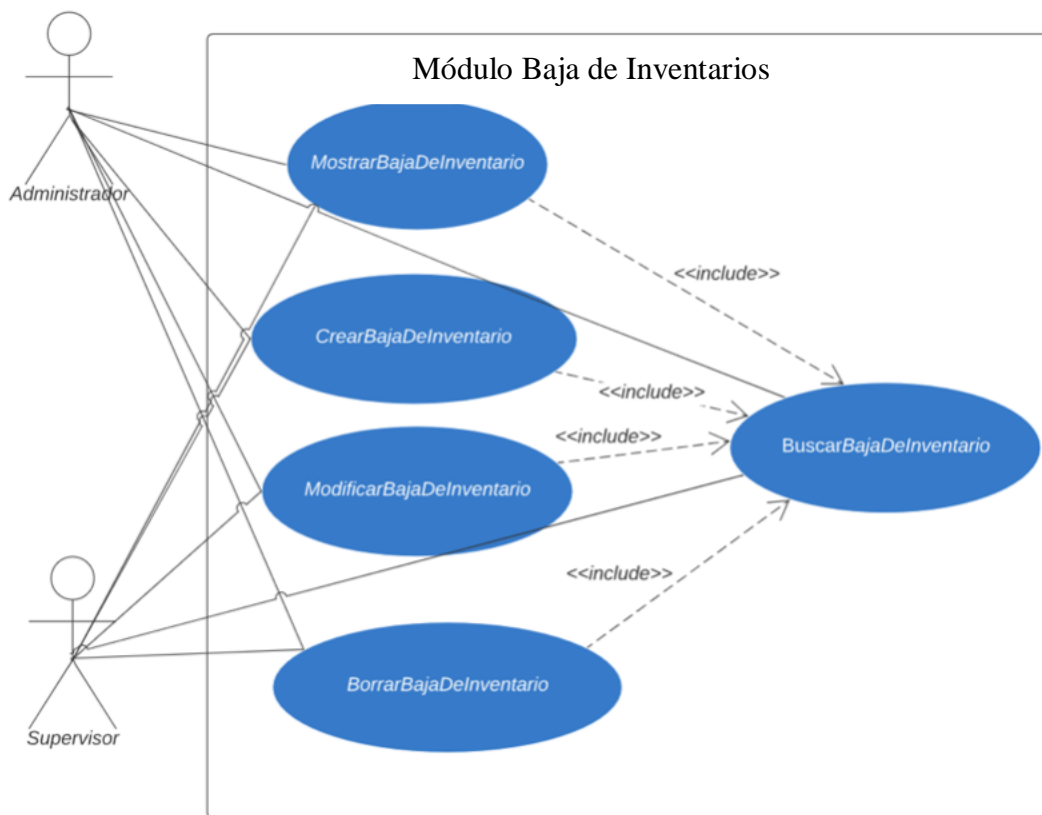 Módulo Baja de Inventarios
Administrador
MostrarBajaDeInventario
<<include>>
CrearBajaDeInventario
<<include>>
<<include>>
BuscarBajaDeInventario
ModificarBajaDeInventario
<<include>>
BorrarBajaDeInventario
Supervisor